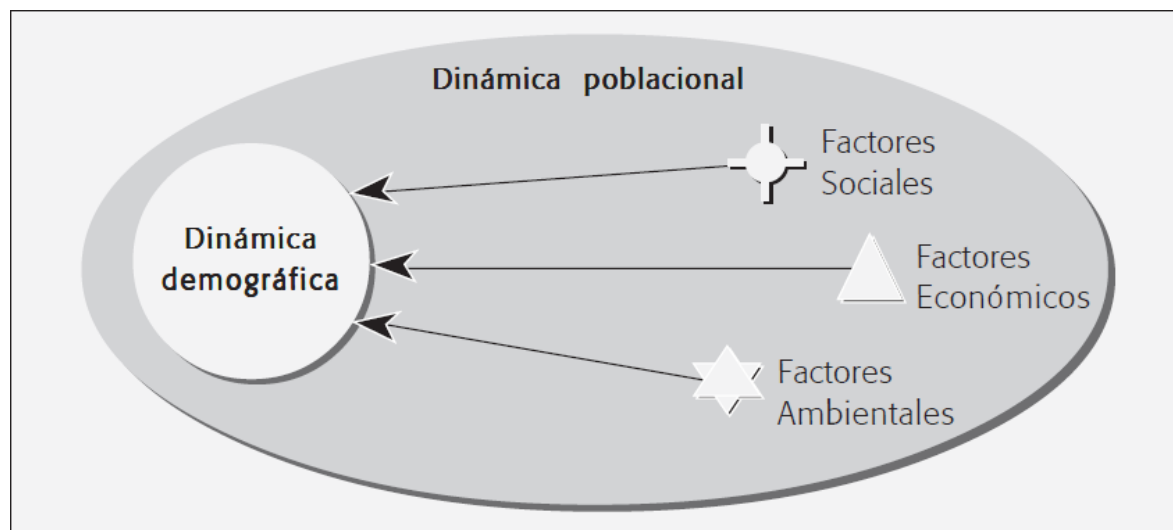 Dinámica poblacional
Factores
Sociales
Dinámica
demográfica
Factores
Económicos
Factores
Ambientales